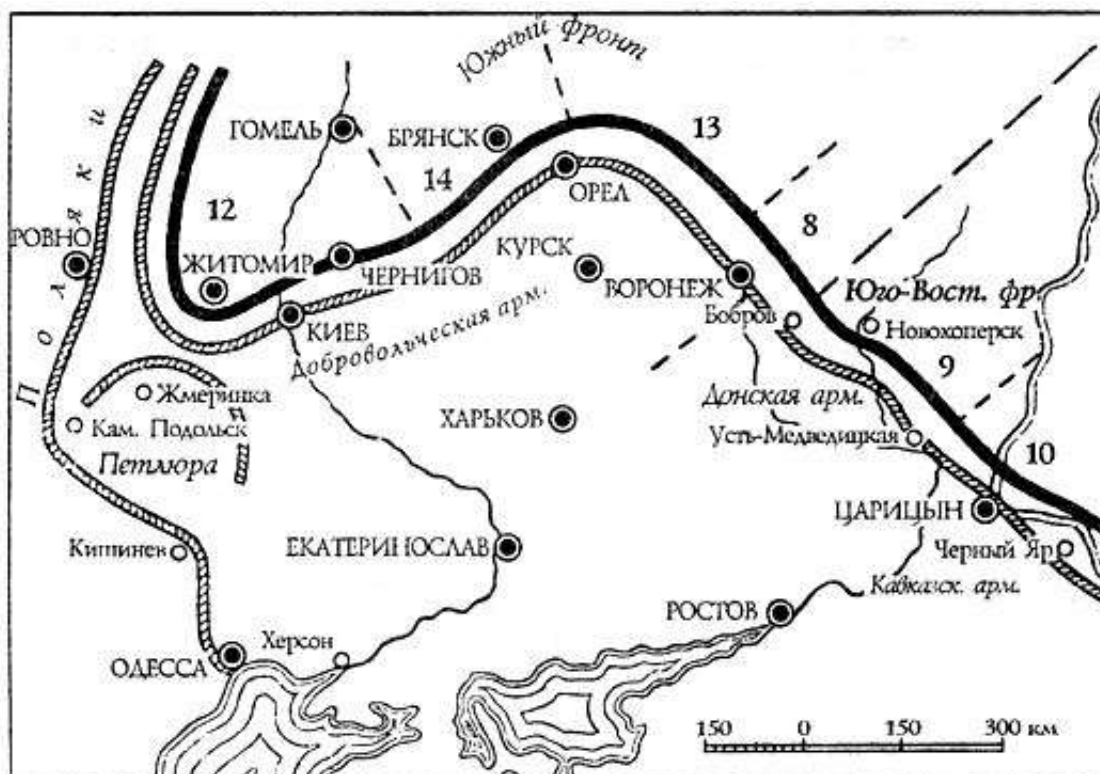 Южный фронт
13
ГОМЕЛЬ
БРЯНСК
14
ОРЕЛ
12
8
Поляки
РОВНО
ЖИТОМИР
ЧЕРНИГОВ
КУРСК
ВОРОНЕЖ
Юго-Вост. фр.
КИЕВ
Добровольческая арм.
Бобров
Новохоперск
9
Жмеринка
Донская арм.
Кам. Подольск
ХАРЬКОВ
Усть-Медведицкая
Петлюра
10
ЦАРИЦЫН
Кишинев
ЕКАТЕРИНОСЛАВ
Черный Яр
Кавказск. арм.
РОСТОВ
Херсон
ОДЕССА
150 0 150 300 км